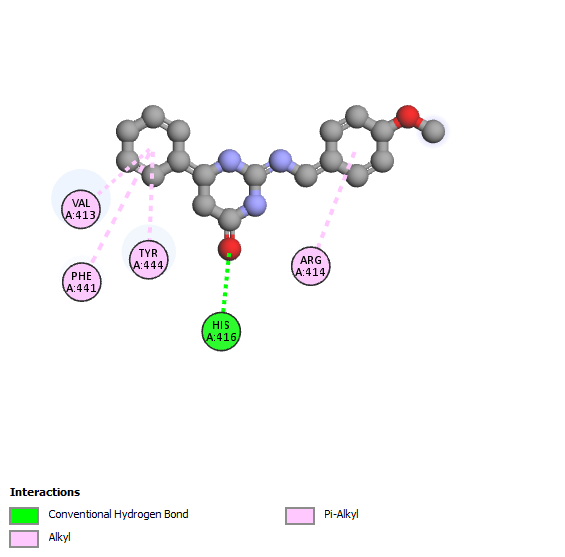 VAL
A:413
PHE
A:441
TYR
A:444
ARG
A:414
HIS
A:416
Interactions
Conventional Hydrogen Bond
Alkyl
Pi-Alkyl